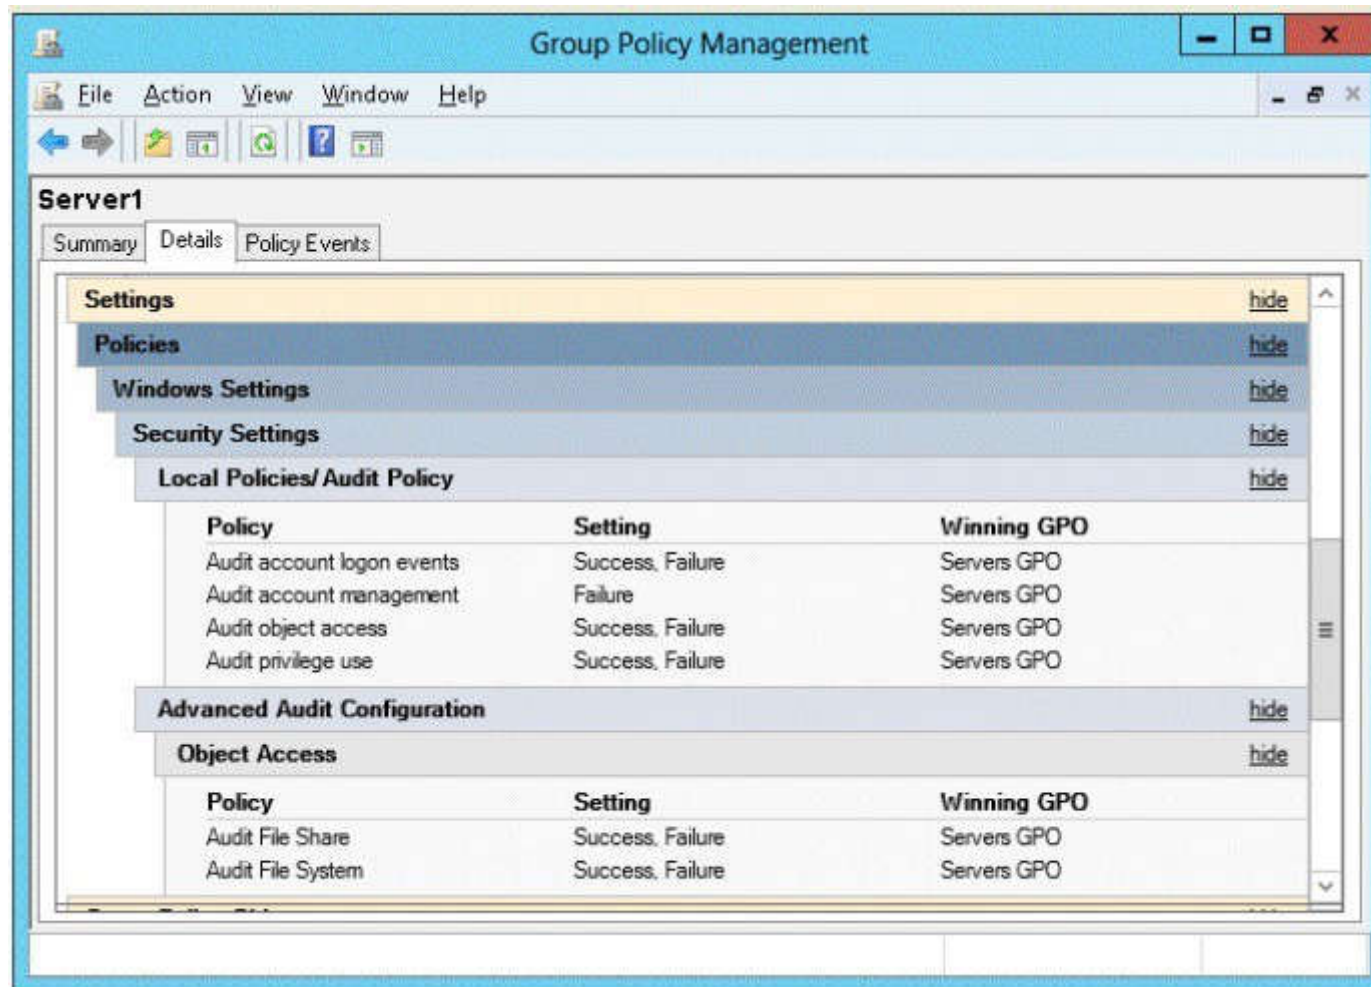 Group Policy Management
File Action View Window Help
Server1
Summary Details Policy Events
Settings hide
Policies hide
Windows Settings hide
Security Settings hide
Local Policies/Audit Policy hide
Policy Setting Winning GPO
Audit account logon events Success, Failure Servers GPO
Audit account management Failure Servers GPO
Audit object access Success, Failure Servers GPO
Audit privilege use Success, Failure Servers GPO
Advanced Audit Configuration hide
Object Access hide
Policy Setting Winning GPO
Audit File Share Success, Failure Servers GPO
Audit File System Success, Failure Servers GPO